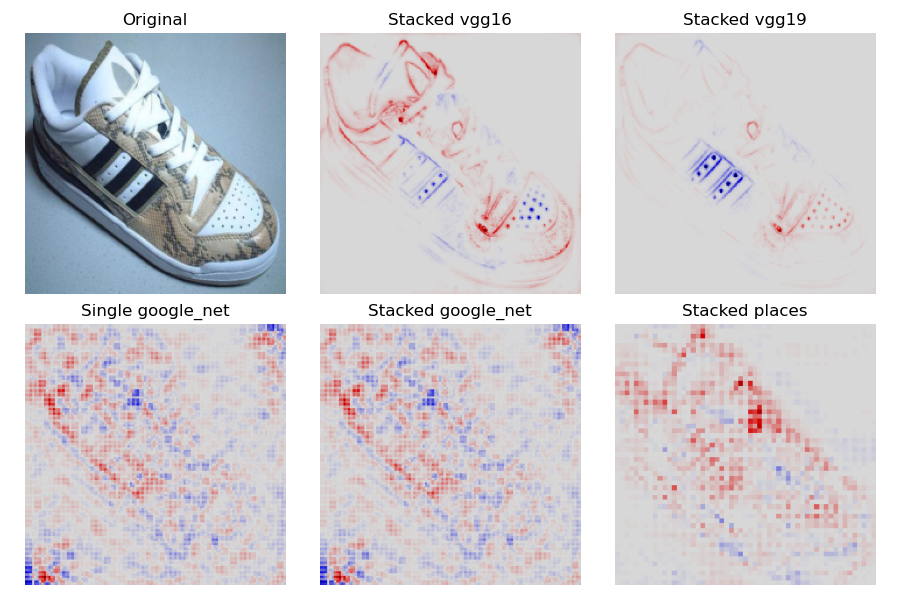 Original
Stacked vgg16
Stacked vgg19
Single google_net
Stacked google_net
Stacked places